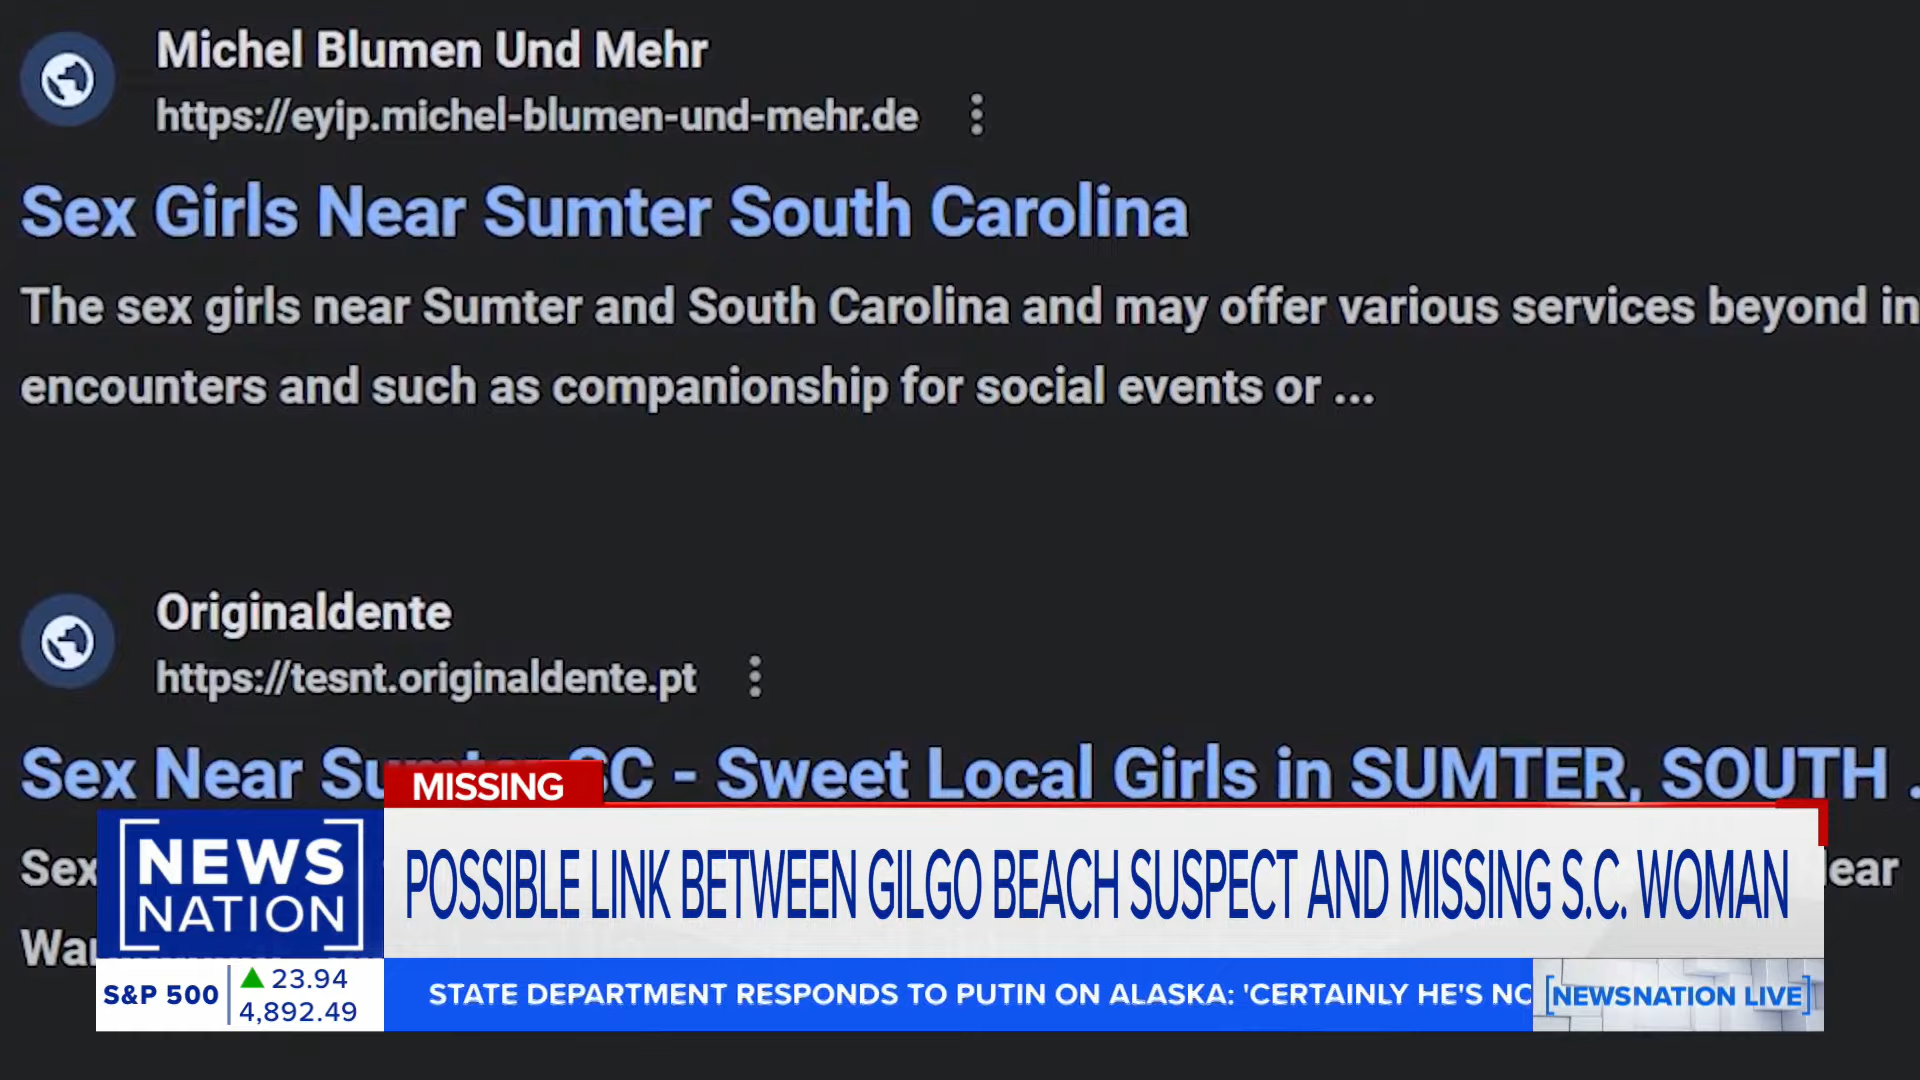 Michel Blumen Und Mehr
https://eyip.michel-blumen-und-mehr.de
Sex Girls Near Sumter South Carolina
The sex girls near Sumter and South Carolina and may offer various services beyond in
encounters and such as companionship for social events or ...
Originaldente
https://tesnt.originaldente.pt
Sex Near Sumter SC - Sweet Local Girls in SUMTER, SOUTH .
Sex
MISSING
NEWS
NATION
POSSIBLE LINK BETWEEN GILGO BEACH SUSPECT AND MISSING S.C. WOMAN
S&P 500
23.94
4,892.49
STATE DEPARTMENT RESPONDS TO PUTIN ON ALASKA: 'CERTAINLY HE'S NO
[NEWSNATION LIVE]